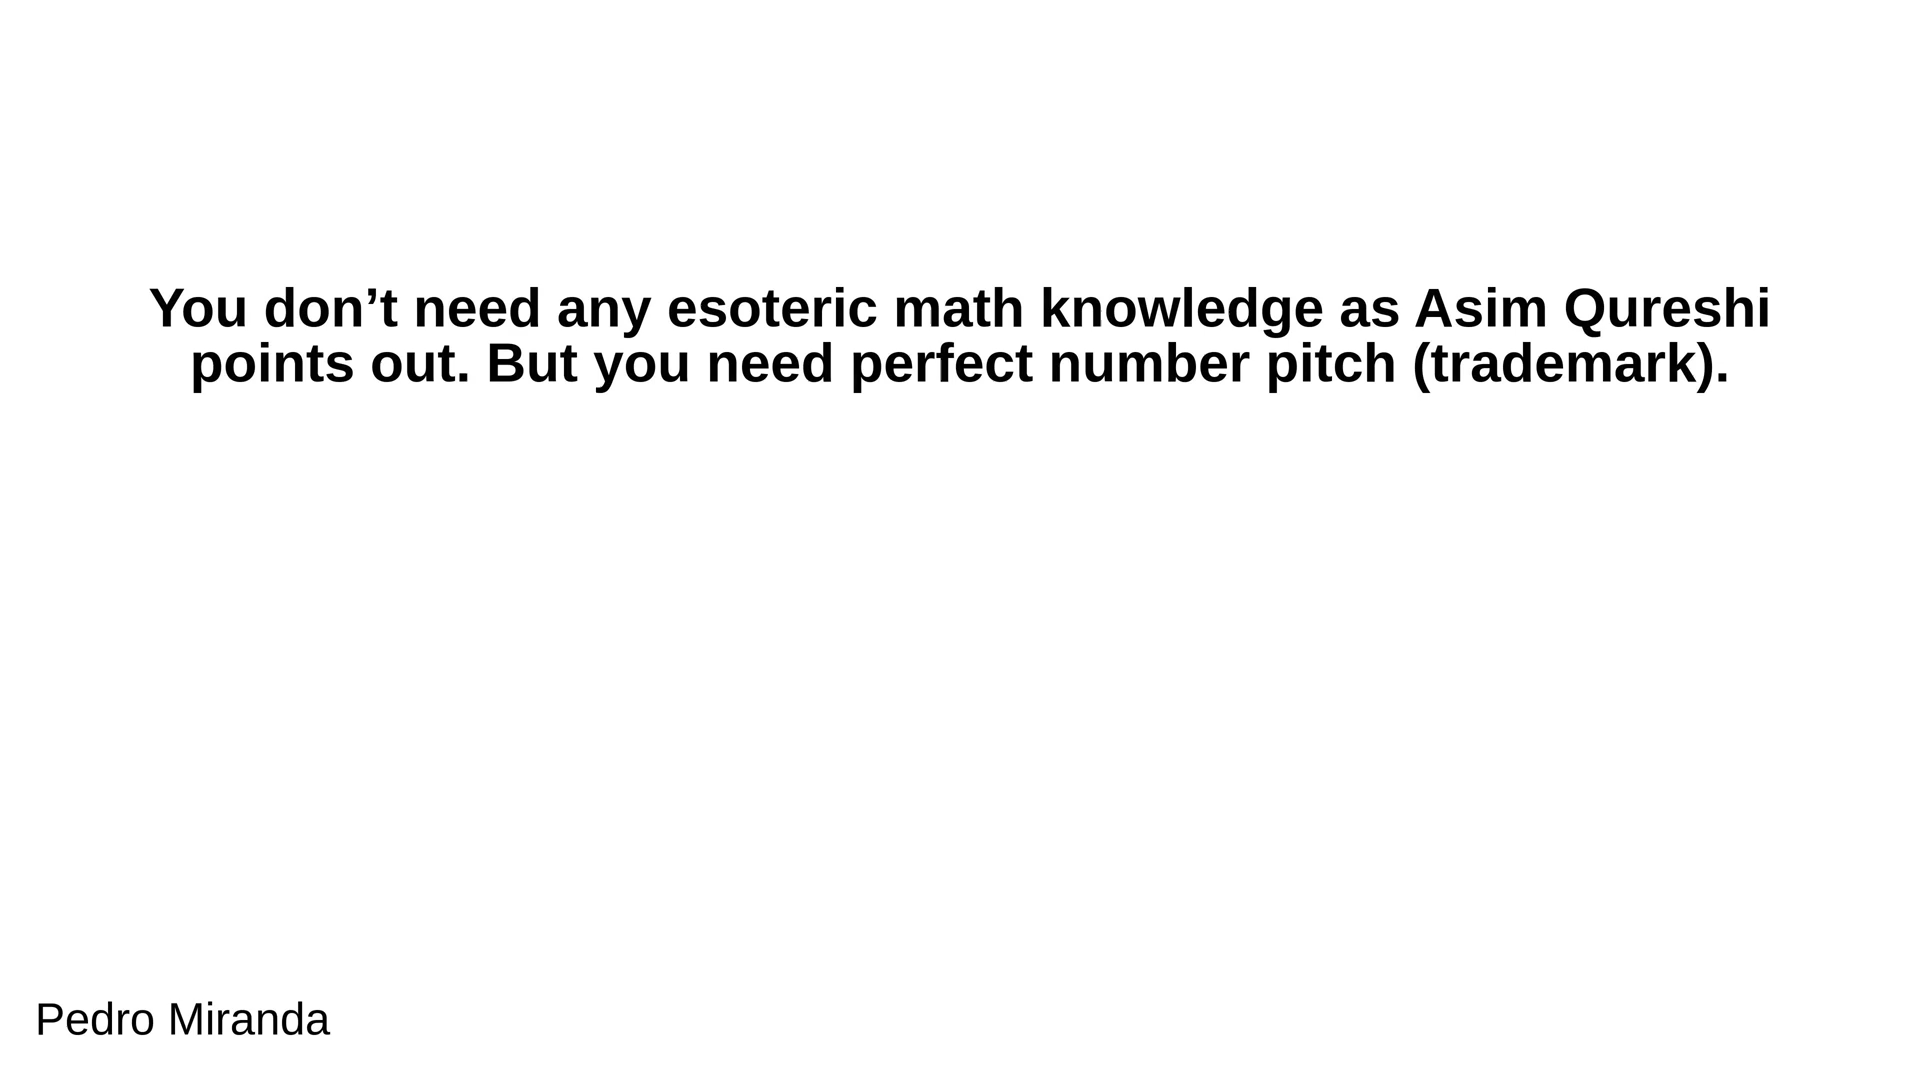 You don’t need any esoteric math knowledge as Asim Qureshi
points out. But you need perfect number pitch (trademark).
Pedro Miranda